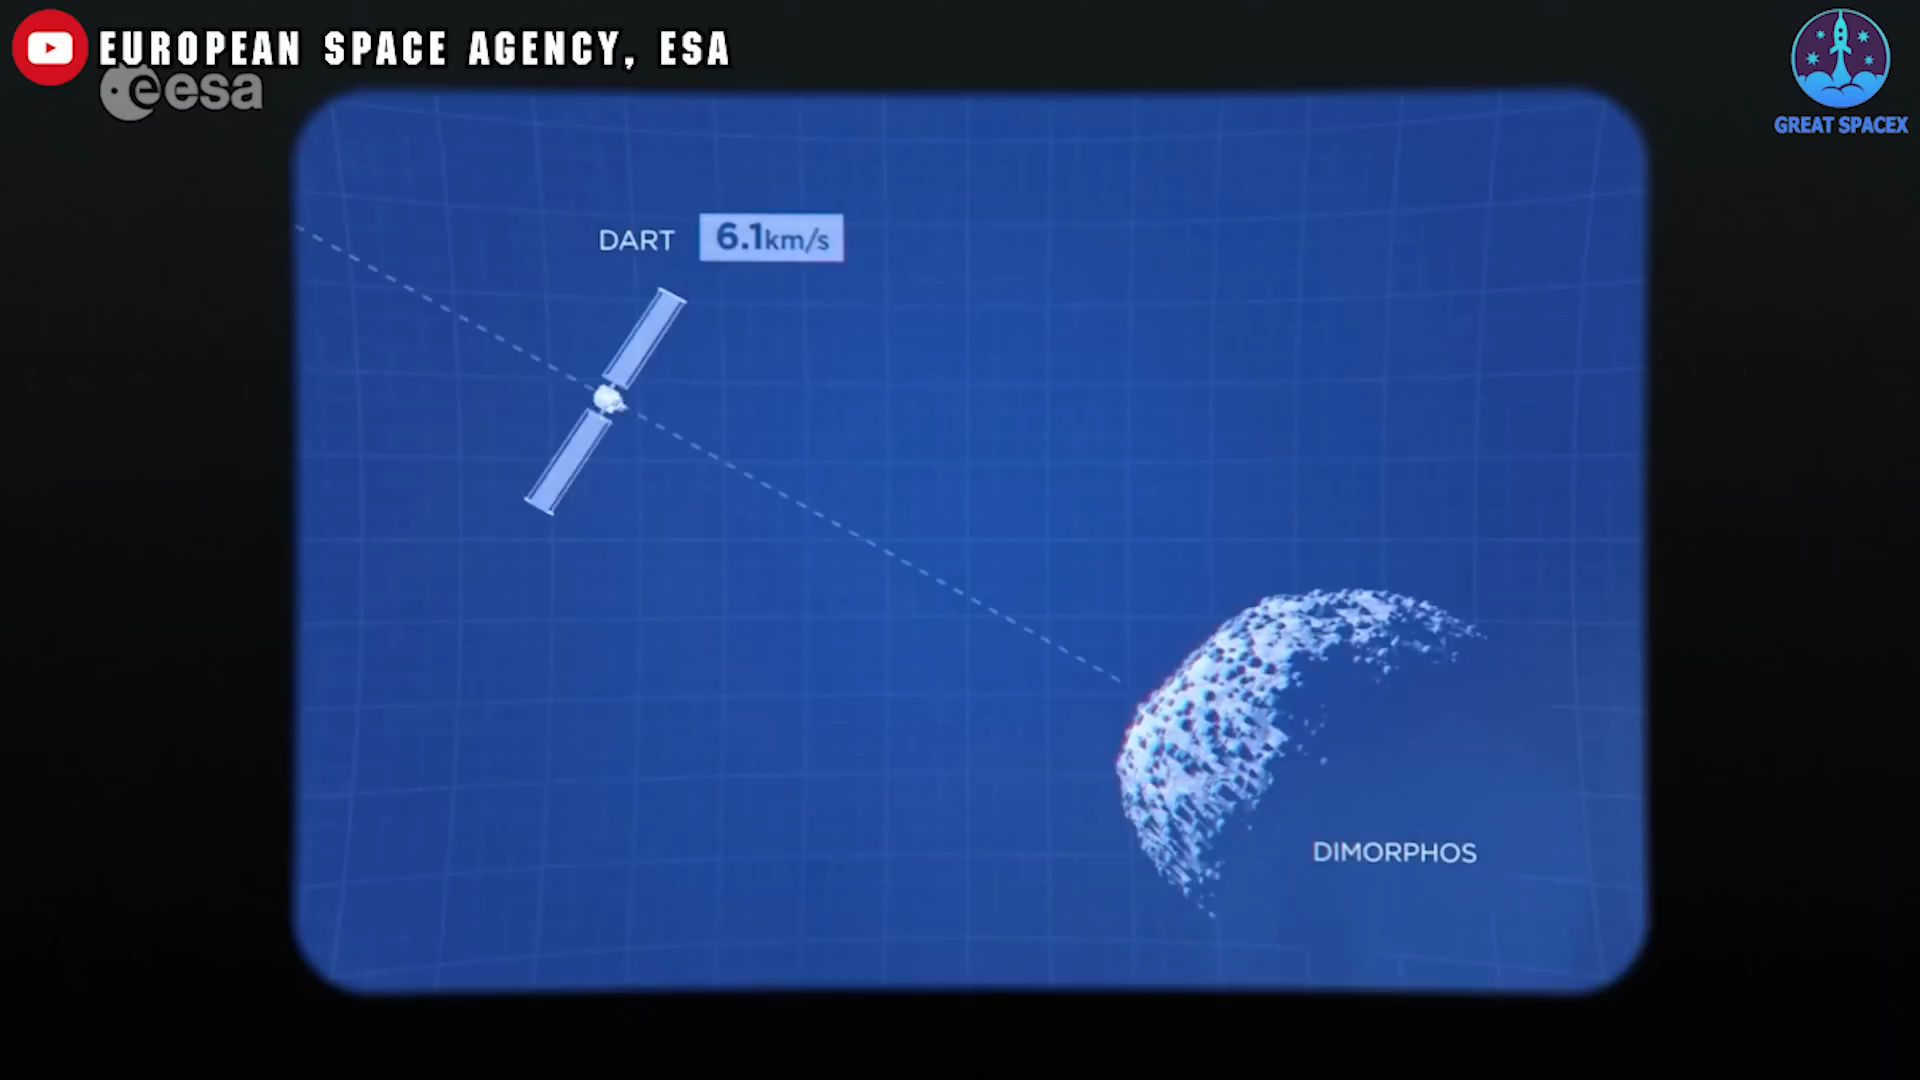 EUROPEAN SPACE AGENCY, ESA
esa
GREAT SPACEX
DART 6.1km/s
DIMORPHOS